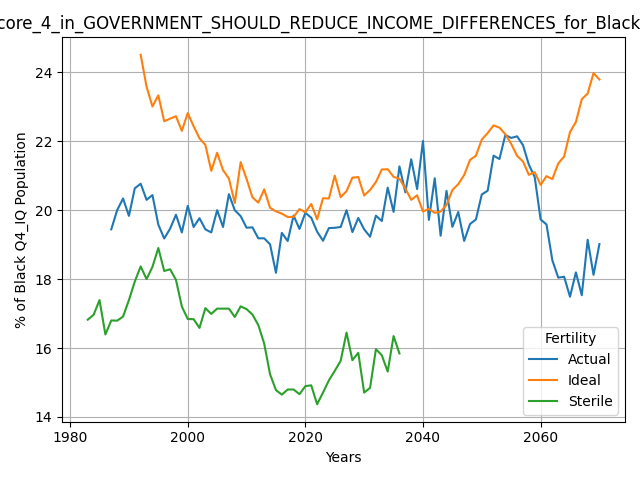 core_4_in_GOVERNMENT_SHOULD_REDUCE_INCOME_DIFFERENCES_for_Black
24
22
20
18
16
14
% of Black Q4_IQ Population
1980
2000
2020
2040
2060
Years
Fertility
Actual
Ideal
Sterile